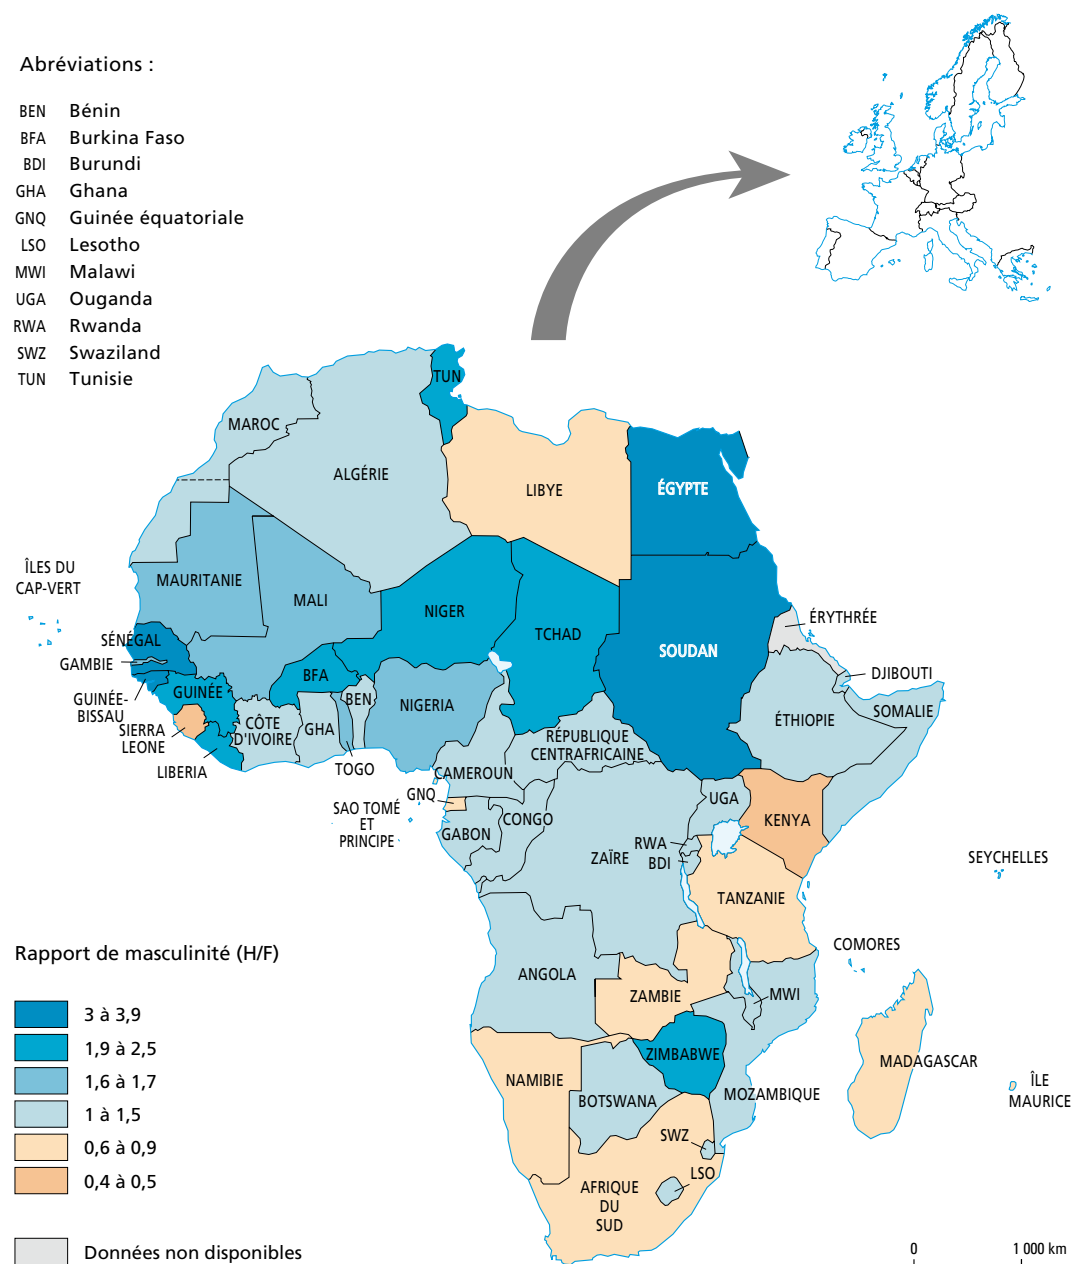 Abréviations :
BEN Bénin
BFA Burkina Faso
BDI Burundi
GHA Ghana
GNQ Guinée équatoriale
LSO Lesotho
MWI Malawi
UGA Ouganda
RWA Rwanda
SWZ Swaziland
TUN Tunisie
TUN
MAROC
ALGÉRIE
LIBYE
ÉGYPTE
ÎLES DU
CAP-VERT
MAURITANIE
MALI
NIGER
TCHAD
SOUDAN
ÉRYTHRÉE
SÉNÉGAL
GAMBIE
GUINÉE-
BISSAU
GUINÉE
SIERRA
LEONE
LIBERIA
CÔTE
D'IVOIRE
BFA
GHA
BEN
TOGO
NIGERIA
DJIBOUTI
SOMALIE
ÉTHIOPIE
RÉPUBLIQUE
CENTRAFRICAINE
CAMEROUN
GNQ
SAO TOMÉ
ET
PRINCIPE
GABON
CONGO
ZAÏRE
UGA
KENYA
RWA
BDI
TANZANIE
SEYCHELLES
COMORES
ANGOLA
ZAMBIE
MWI
MADAGASCAR
ÎLE
MAURICE
NAMIBIE
ZIMBABWE
BOTSWANA
MOZAMBIQUE
SWZ
LSO
AFRIQUE
DU
SUD
Rapport de masculinité (H/F)
3 à 3,9
1,9 à 2,5
1,6 à 1,7
1 à 1,5
0,6 à 0,9
0,4 à 0,5
Données non disponibles
0 1 000 km